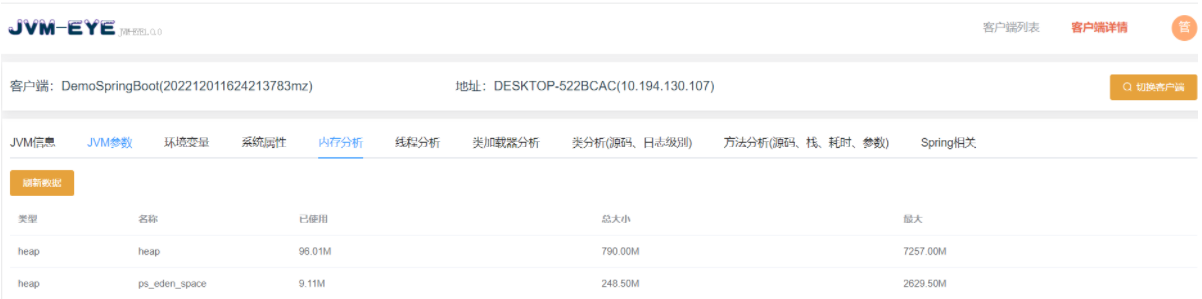 JVM-EYE
客户端列表 客户端详情 管
客户端：DemoSpringBoot(202212011624213783mz) 地址：DESKTOP-522BCAC(10.194.130.107) 切换客户端
JVM信息 JVM参数 环境变量 系统属性 内存分析 线程分析 类加载器分析 类分析(源码、日志级别) 方法分析(源码、栈、耗时、参数) Spring相关
刷新数据
类型 名称 已使用 总大小 最大
heap heap 96.01M 790.00M 7257.00M
heap ps_eden_space 9.11M 248.50M 2629.50M